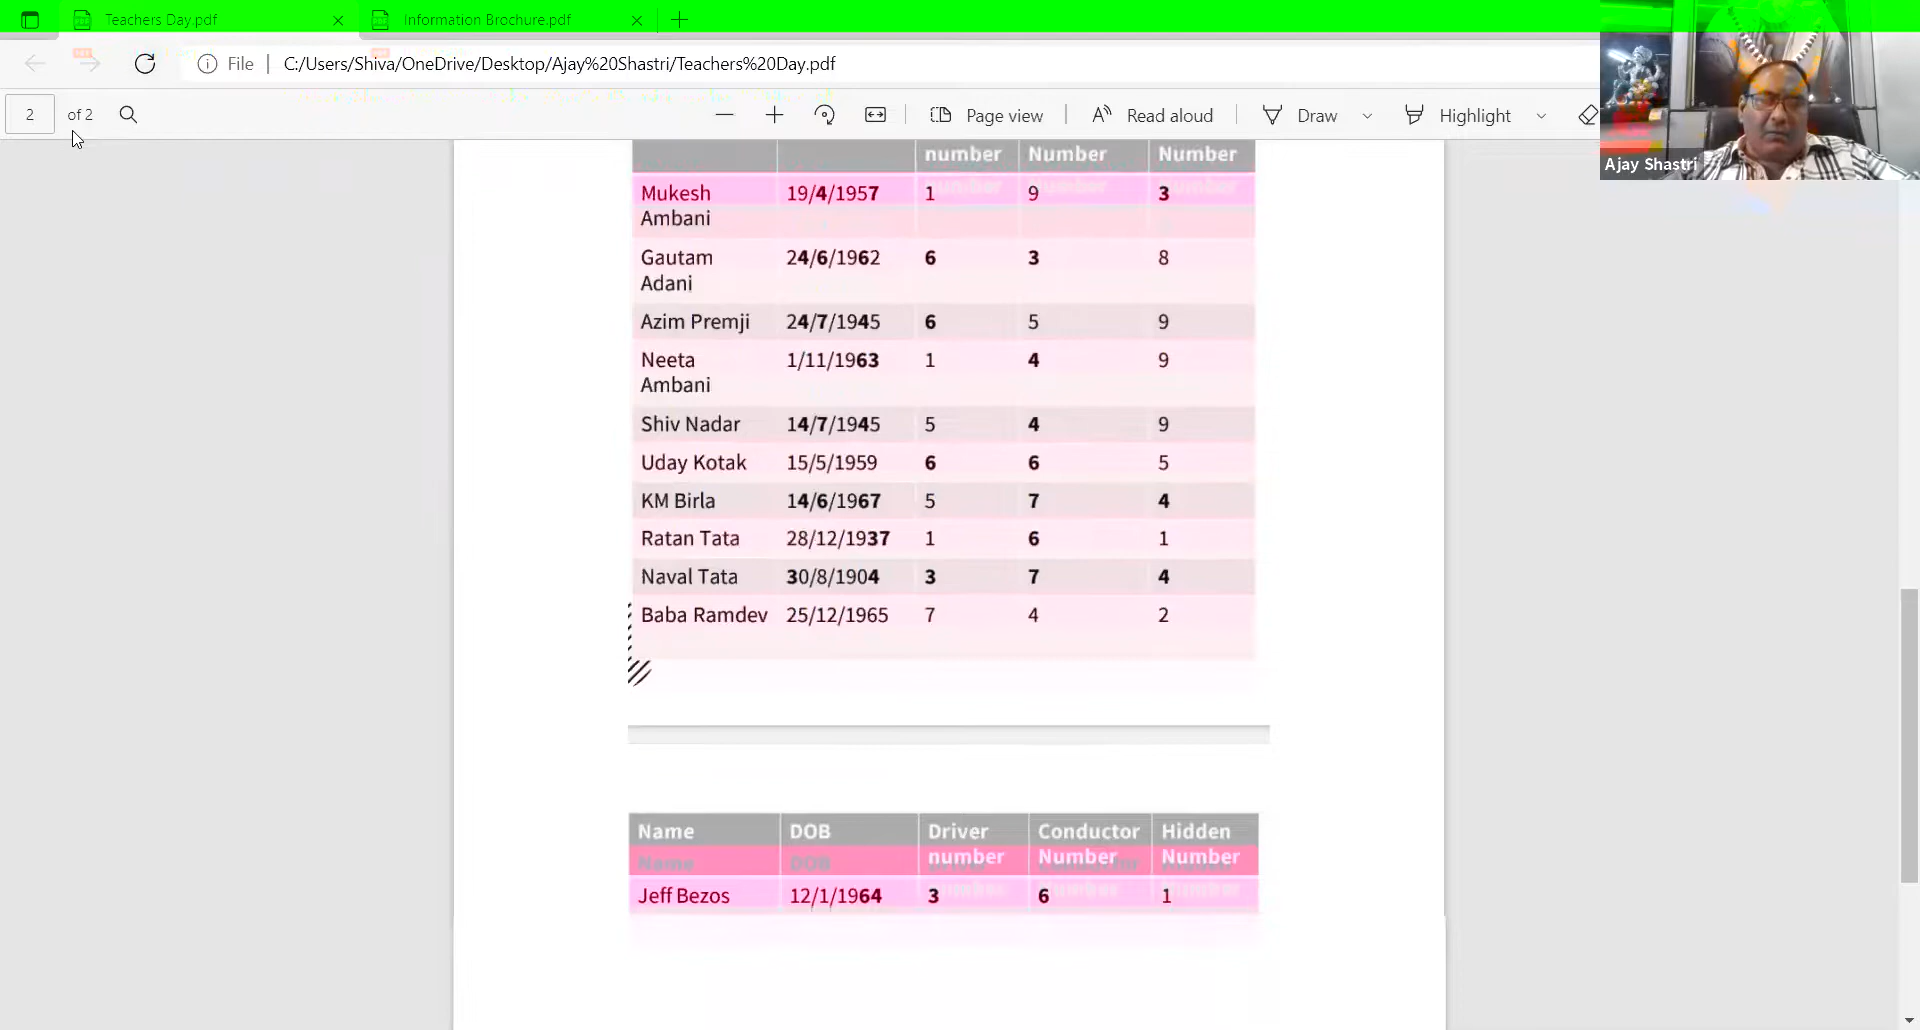 Teachers Day.pdf Information Brochure.pdf
File C:/Users/Shiva/OneDrive/Desktop/Ajay%20Shastri/Teachers%20Day.pdf
2 of 2 Page view Read aloud Draw Highlight
Ajay Shastri
number Number Number
Mukesh Ambani 19/4/1957 1 9 3
Gautam Adani 24/6/1962 6 3 8
Azim Premji 24/7/1945 6 5 9
Neeta Ambani 1/11/1963 1 4 9
Shiv Nadar 14/7/1945 5 4 9
Uday Kotak 15/5/1959 6 6 5
KM Birla 14/6/1967 5 7 4
Ratan Tata 28/12/1937 1 6 1
Naval Tata 30/8/1904 3 7 4
Baba Ramdev 25/12/1965 7 4 2
Name DOB Driver number Conductor Number Hidden Number
Jeff Bezos 12/1/1964 3 6 1